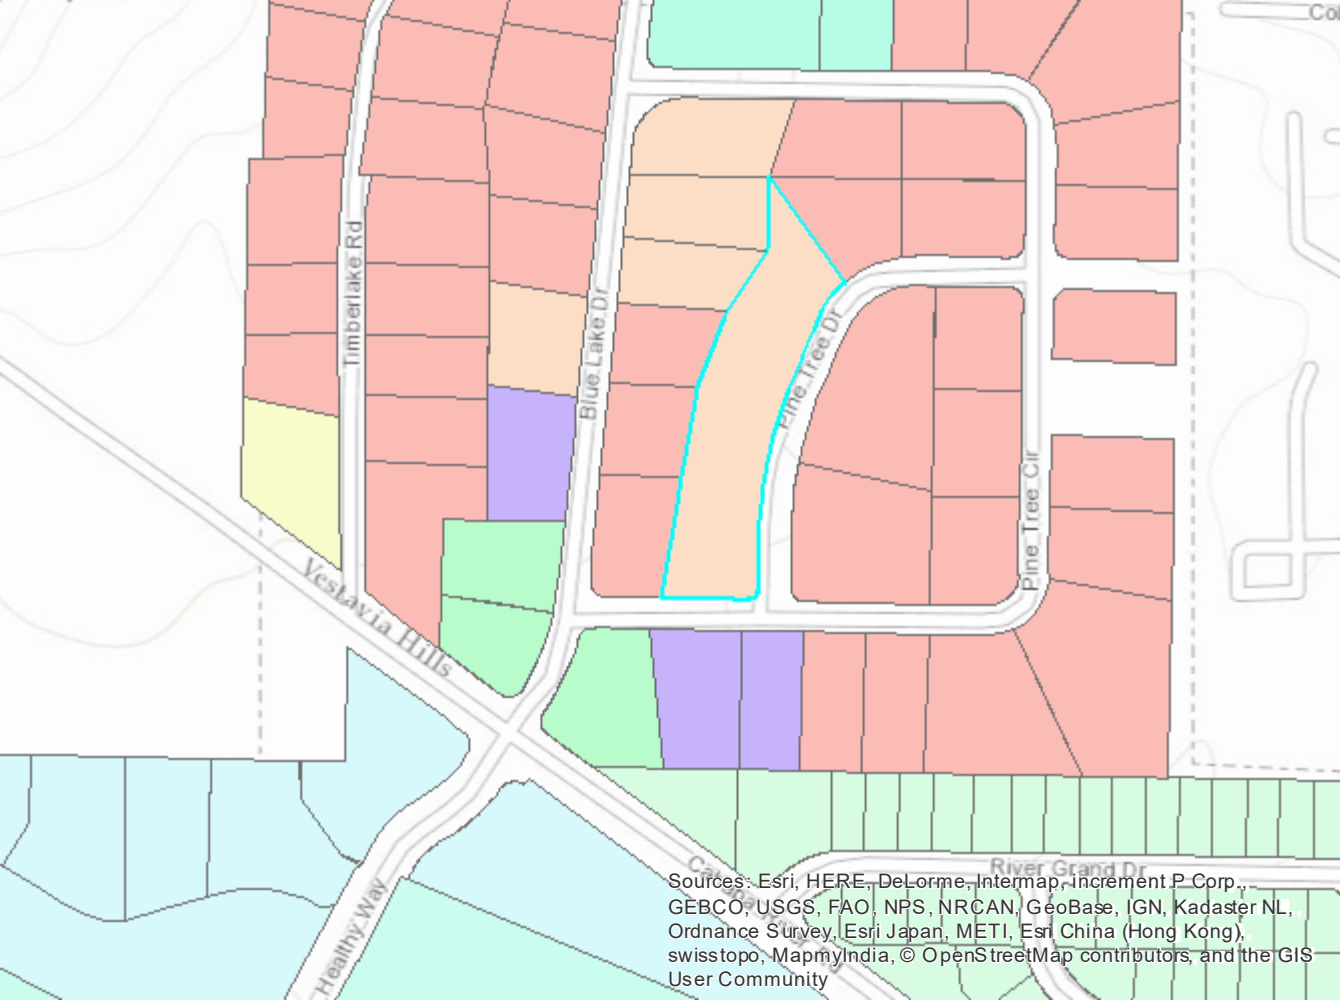 Timberlake Rd
Blue Lake Dr
Pine Tree Dr
Pine Tree Cir
Vestavia Hills
River Grand Dr
Healthy Way
Sources: Esri, HERE, DeLorme, Intermap, increment P Corp.,
GEBCO, USGS, FAO, NPS, NRCAN, GeoBase, IGN, Kadaster NL,
Ordnance Survey, Esri Japan, METI, Esri China (Hong Kong),
swisstopo, MapmyIndia, © OpenStreetMap contributors, and the GIS
User Community